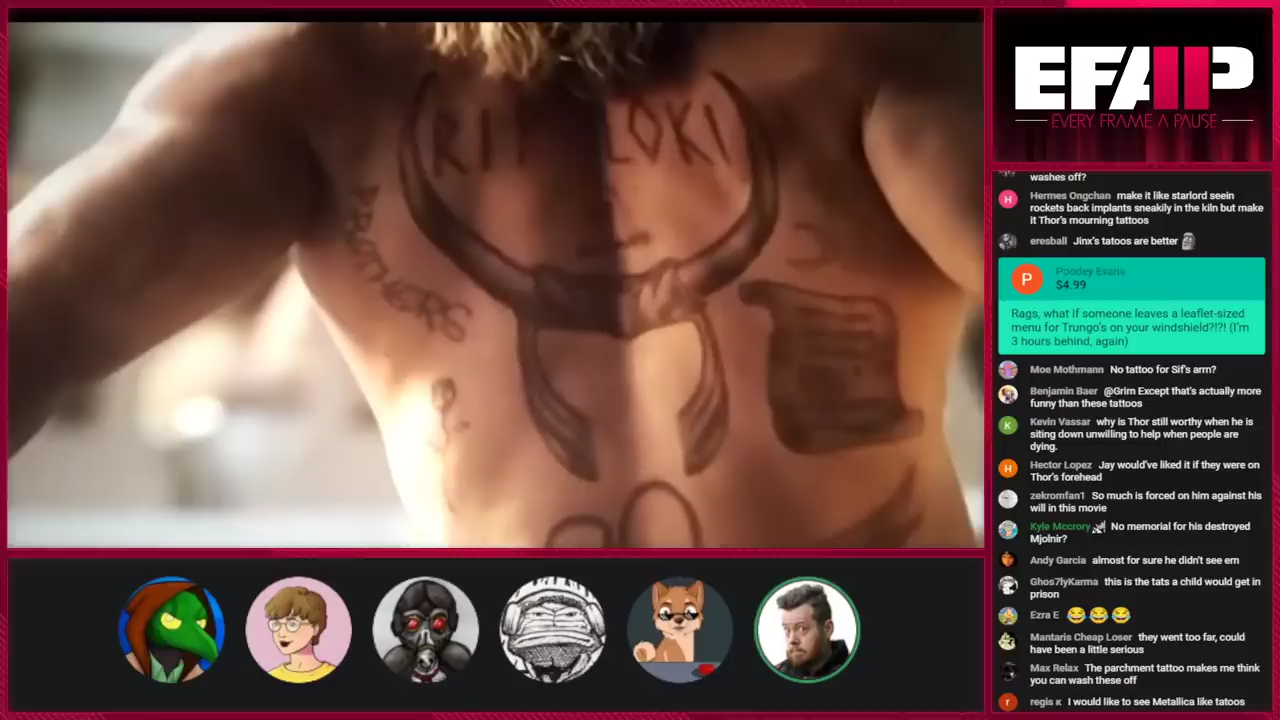 RIP LOKI
BROTHERS
EFAP
EVERY FRAME A PAUSE
washes off?
Hermes Ongchan make it like starlord seein
rockets back implants sneakily in the kiln but make
it Thor's mourning tattoos
eresball Jinx's tatoos are better
P
Poodey Evans
$4.99
Rags, what if someone leaves a leaflet-sized
menu for Trungo's on your windshield?!?! (I'm
3 hours behind, again)
Moe Mothmann No tattoo for Sif's arm?
Benjamin Baer @Grim Except that's actually more
funny than these tattoos
K
Kevin Vassar why is Thor still worthy when he is
siting down unwilling to help when people are
dying.
H
Hector Lopez Jay would've liked it if they were on
Thor's forehead
zekromfan1 So much is forced on him against his
will in this movie
Kyle Mccrory No memorial for his destroyed
Mjolnir?
Andy Garcia almost for sure he didn't see em
Ghos7lyKarma this is the tats a child would get in
prison
Ezra E
Mantaris Cheap Loser they went too far, could
have been a little serious
Max Relax The parchment tattoo makes me think
you can wash these off
r
regis κ I would like to see Metallica like tatoos